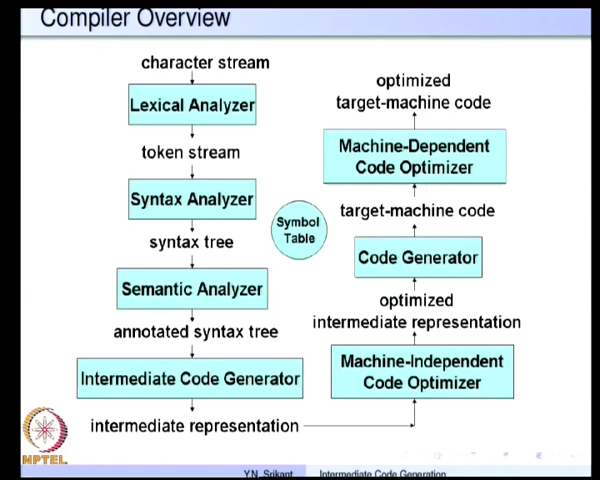 Compiler Overview
character stream
Lexical Analyzer
token stream
Syntax Analyzer
syntax tree
Semantic Analyzer
annotated syntax tree
Intermediate Code Generator
intermediate representation
Symbol
Table
optimized
target-machine code
Machine-Dependent
Code Optimizer
target-machine code
Code Generator
optimized
intermediate representation
Machine-Independent
Code Optimizer
NPTEL
Y.N. Srikant
Intermediate Code Generation